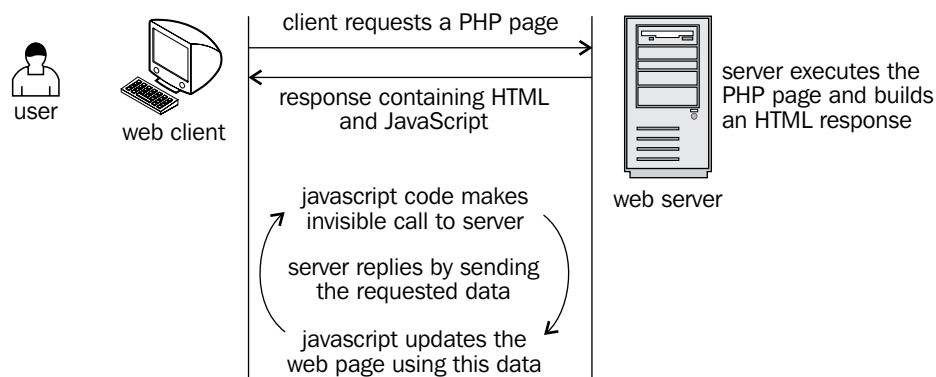 client requests a PHP page
user
web client
response containing HTML
and JavaScript
server executes the
PHP page and builds
an HTML response
web server
javascript code makes
invisible call to server
server replies by sending
the requested data
javascript updates the
web page using this data